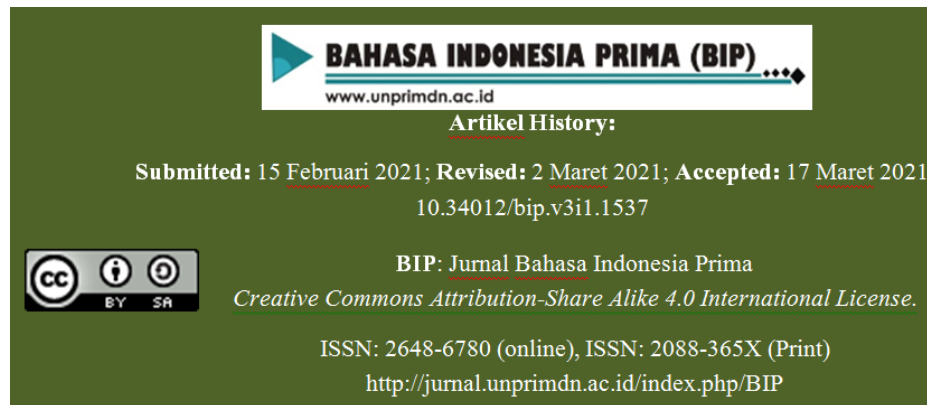 BAHASA INDONESIA PRIMA (BIP)
www.unprimdn.ac.id
Artikel History:
Submitted: 15 Februari 2021; Revised: 2 Maret 2021; Accepted: 17 Maret 2021
10.34012/bip.v3i1.1537
BIP: Jurnal Bahasa Indonesia Prima
cc BY SA
Creative Commons Attribution-Share Alike 4.0 International License.
ISSN: 2648-6780 (online), ISSN: 2088-365X (Print)
http://jurnal.unprimdn.ac.id/index.php/BIP